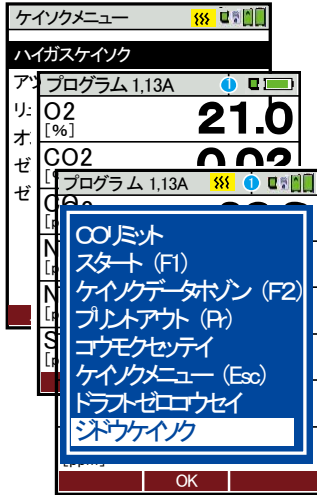 ケイソクメニュー
ハイガスケイソク
プログラム 1,13A
O2
[%]
21.0
CO2
0.02
プログラム 1,13A
COリミット
スタート (F1)
ケイソクデータホゾン (F2)
プリントアウト (Pr)
コウモクセッテイ
ケイソクメニュー (Esc)
ドラフトゼロコウセイ
ジドウケイソク
[ppm]
OK